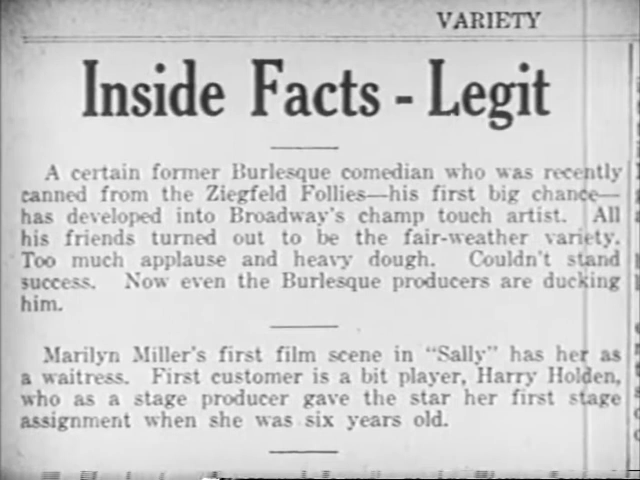 VARIETY
Inside Facts - Legit
A certain former Burlesque comedian who was recently
canned from the Ziegfeld Follies—his first big chance—
has developed into Broadway's champ touch artist. All
his friends turned out to be the fair-weather variety.
Too much applause and heavy dough. Couldn't stand
success. Now even the Burlesque producers are ducking
him.
Marilyn Miller's first film scene in "Sally" has her as
a waitress. First customer is a bit player, Harry Holden,
who as a stage producer gave the star her first stage
assignment when she was six years old.